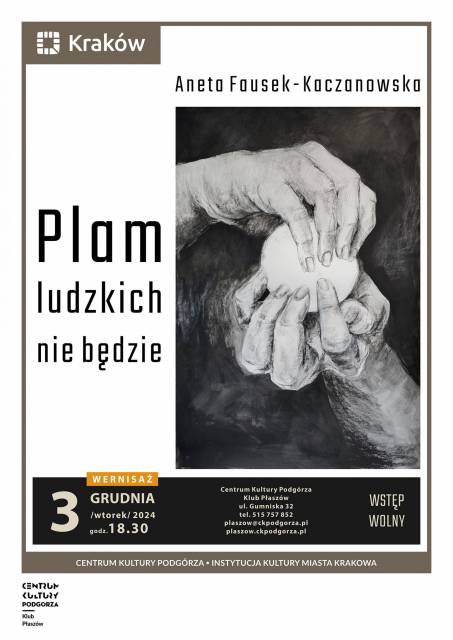 Kraków
Aneta Fausek-Kaczanowska
Plam
ludzkich
nie będzie
WERNISAŻ
3 GRUDNIA
/wtorek/ 2024
godz. 18.30
Centrum Kultury Podgórza
Klub Płaszów
ul. Gumniska 32
tel. 515 757 852
plaszow@ckpodgorza.pl
plaszow.ckpodgorza.pl
WSTĘP
WOLNY
CENTRUM KULTURY PODGÓRZA • INSTYTUCJA KULTURY MIASTA KRAKOWA
CENTRUM
KULTURY
PODGORZA
Klub
Płaszów